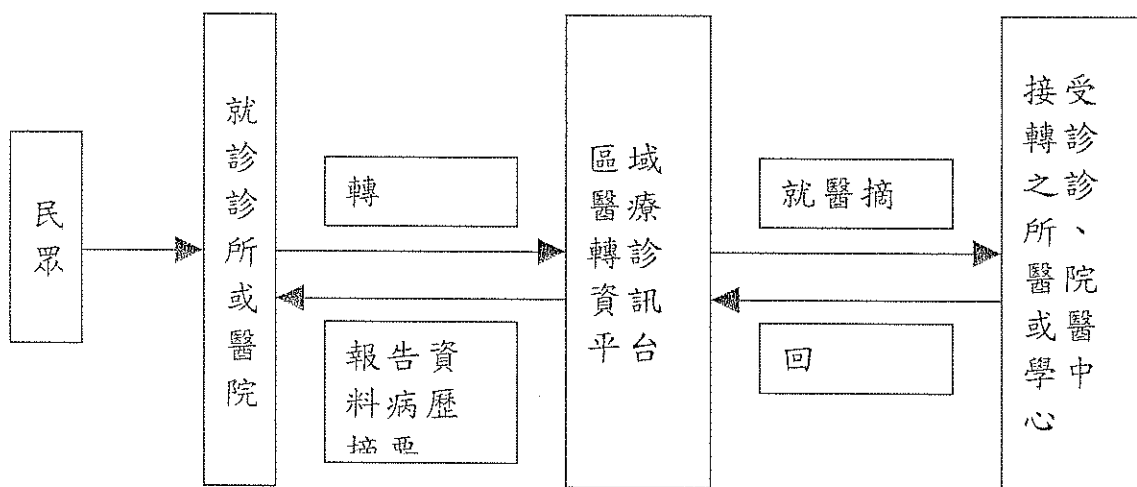 民眾
就診診所或醫院
轉
報告資
料病歷
摘要
區域
醫療
轉診
資訊
平台
就醫摘
回
接受
轉診
之診
所、
醫院
或醫
學中
心